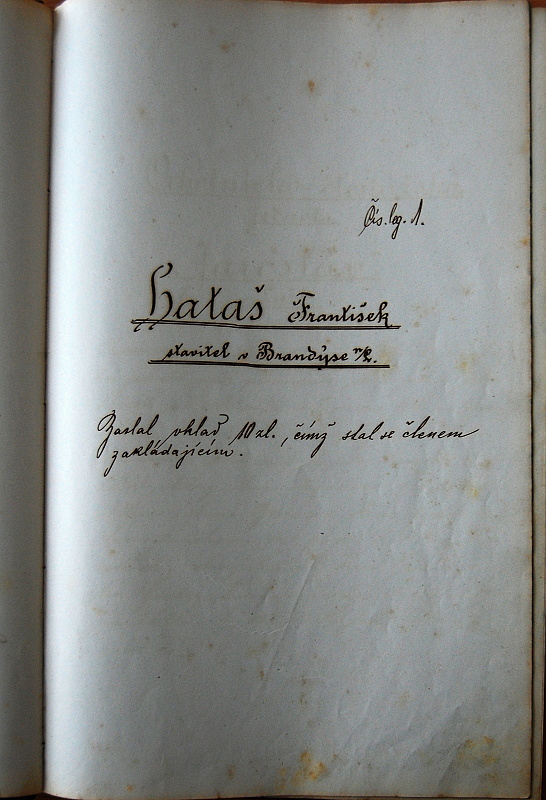 Čís. leg. 1.
Hataš František
stavitel v Brandýse n/L.
Zaslal vklad 10 zl., čímž stal se členem
zakládajícím.